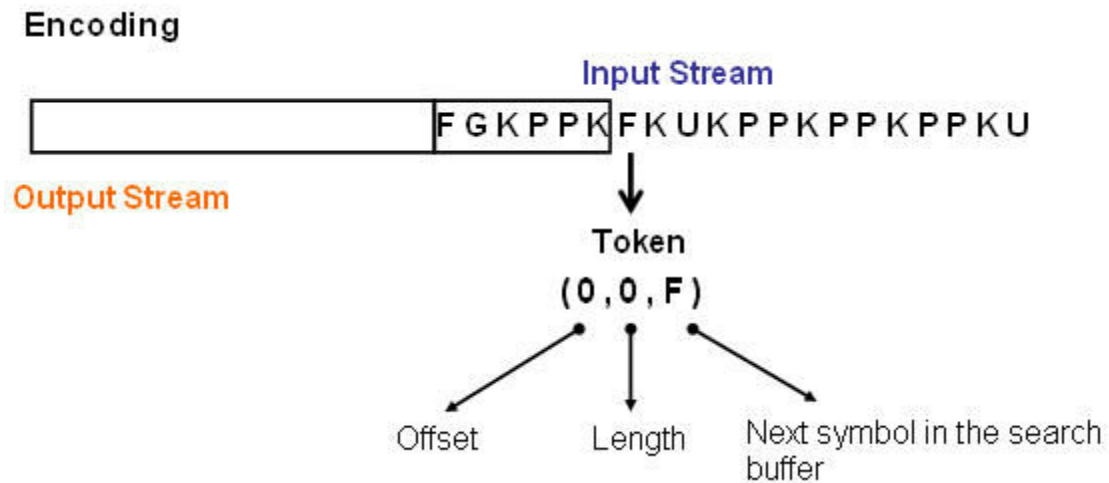 Encoding
Input Stream
F G K P P K F K U K P P K P P K P P K U
Output Stream
Token
(0,0,F)
Offset
Length
Next symbol in the search
buffer